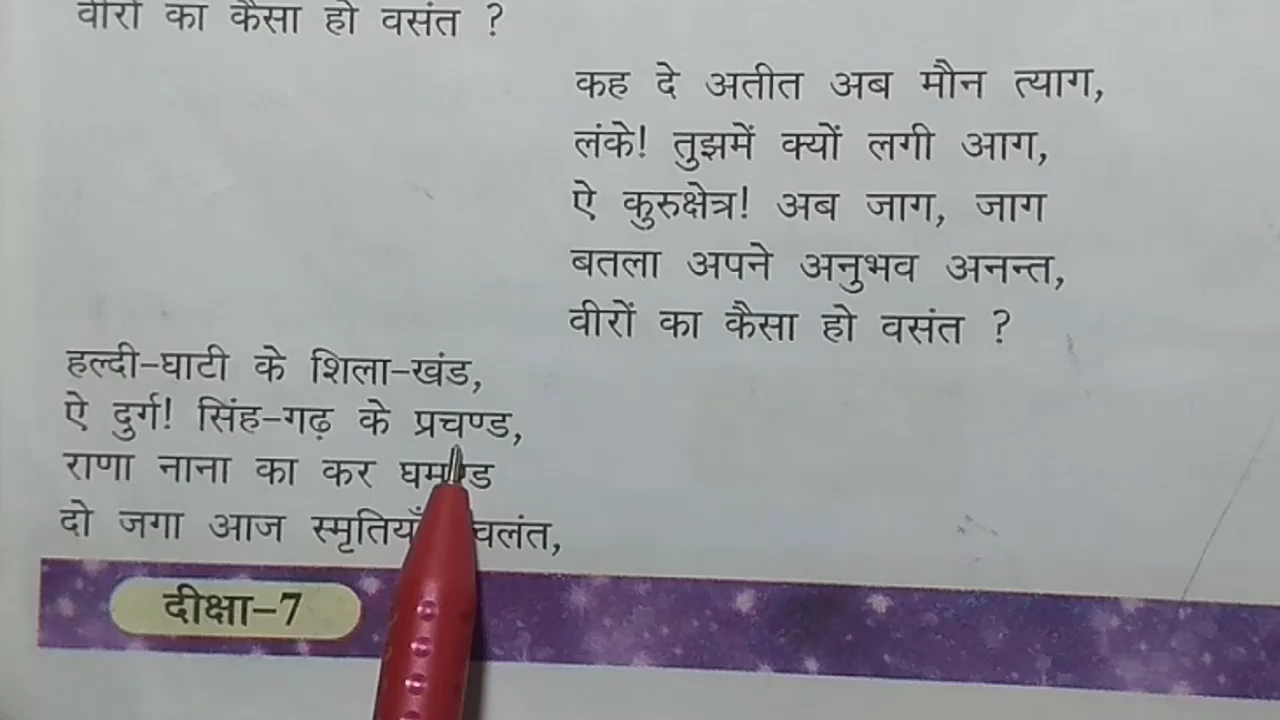 वीरों का कैसा हो वसंत ?
कह दे अतीत अब मौन त्याग,
लंके! तुझमें क्यों लगी आग,
ऐ कुरुक्षेत्र! अब जाग, जाग
बतला अपने अनुभव अनन्त,
वीरों का कैसा हो वसंत ?
हल्दी-घाटी के शिला-खंड,
ऐ दुर्ग! सिंह-गढ़ के प्रचण्ड,
राणा नाना का कर घमण्ड
दो जगा आज स्मृतियाँ
दीक्षा-7